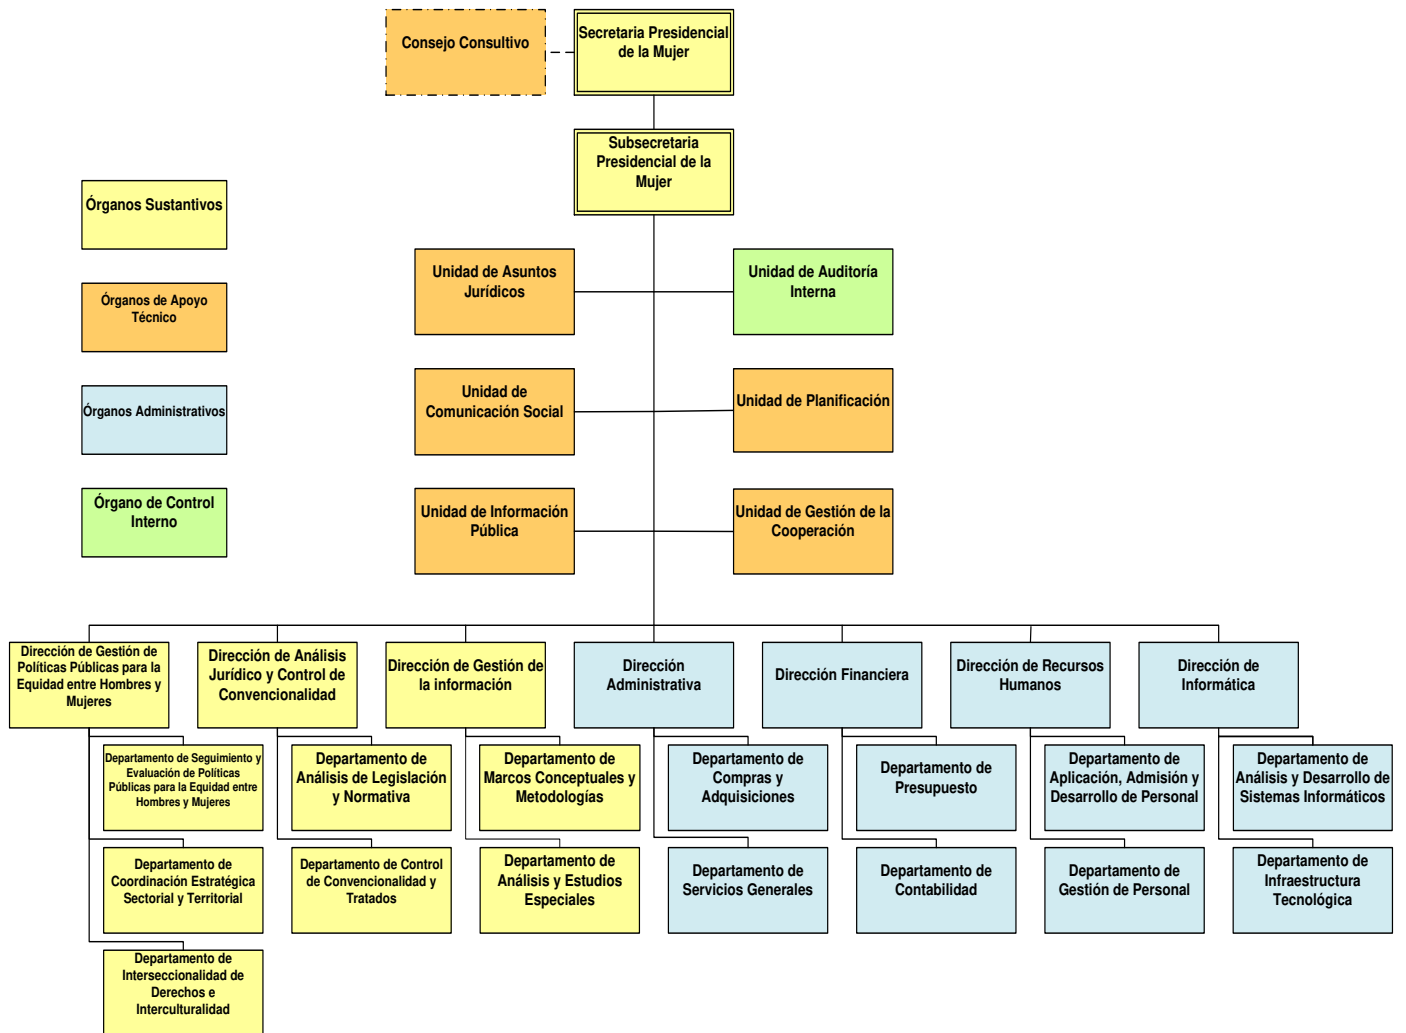 Consejo Consultivo
Secretaria Presidencial
de la Mujer
Subsecretaria
Presidencial de la
Mujer
Órganos Sustantivos
Órganos de Apoyo
Técnico
Órganos Administrativos
Órgano de Control
Interno
Unidad de Asuntos
Jurídicos
Unidad de Auditoría
Interna
Unidad de
Comunicación Social
Unidad de Planificación
Unidad de Información
Pública
Unidad de Gestión de la
Cooperación
Dirección de Gestión de
Políticas Públicas para la
Equidad entre Hombres y
Mujeres
Dirección de Análisis
Jurídico y Control de
Convencionalidad
Dirección de Gestión de
la información
Dirección
Administrativa
Dirección Financiera
Dirección de Recursos
Humanos
Dirección de
Informática
Departamento de Seguimiento y
Evaluación de Políticas
Públicas para la Equidad entre
Hombres y Mujeres
Departamento de
Análisis de Legislación
y Normativa
Departamento de
Marcos Conceptuales y
Metodologías
Departamento de
Compras y
Adquisiciones
Departamento de
Presupuesto
Departamento de
Aplicación, Admisión y
Desarrollo de Personal
Departamento de
Análisis y Desarrollo de
Sistemas Informáticos
Departamento de
Coordinación Estratégica
Sectorial y Territorial
Departamento de Control
de Convencionalidad y
Tratados
Departamento de
Análisis y Estudios
Especiales
Departamento de
Servicios Generales
Departamento de
Contabilidad
Departamento de
Gestión de Personal
Departamento de
Infraestructura
Tecnológica
Departamento de
Interseccionalidad de
Derechos e
Interculturalidad